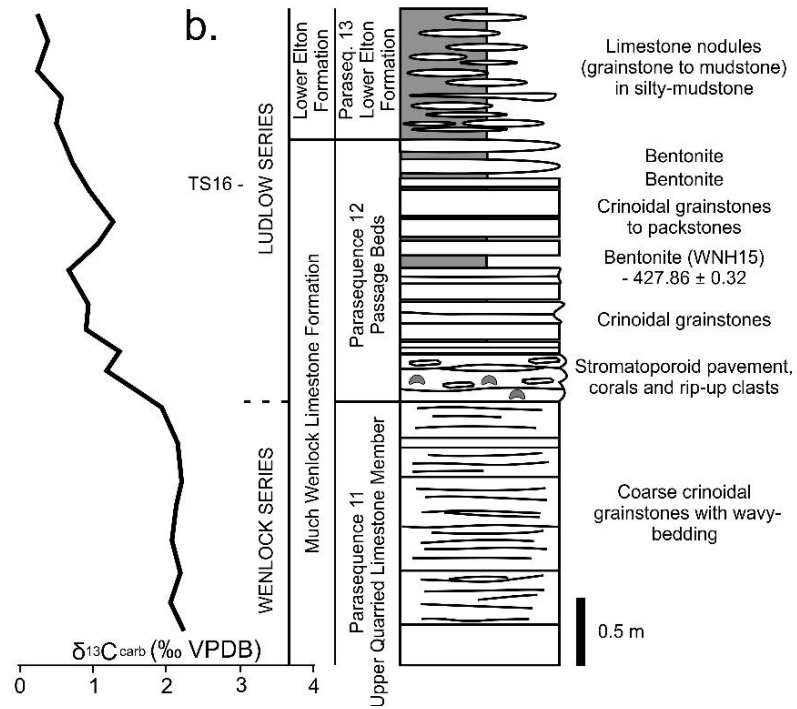 b.
LUDLOW SERIES
WENLOCK SERIES
TS16 -
Lower Elton
Formation
Much Wenlock Limestone Formation
Paraseq. 13
Lower Elton
Formation
Parasequence 12
Passage Beds
Parasequence 11
Upper Quarried Limestone Member
Limestone nodules
(grainstone to mudstone)
in silty-mudstone
Bentonite
Bentonite
Crinoidal grainstones
to packstones
Bentonite (WNH15)
- 427.86 ± 0.32
Crinoidal grainstones
Stromatoporoid pavement,
corals and rip-up clasts
Coarse crinoidal
grainstones with wavy-
bedding
0.5 m
δ13Ccarb (‰ VPDB)
0 1 2 3 4